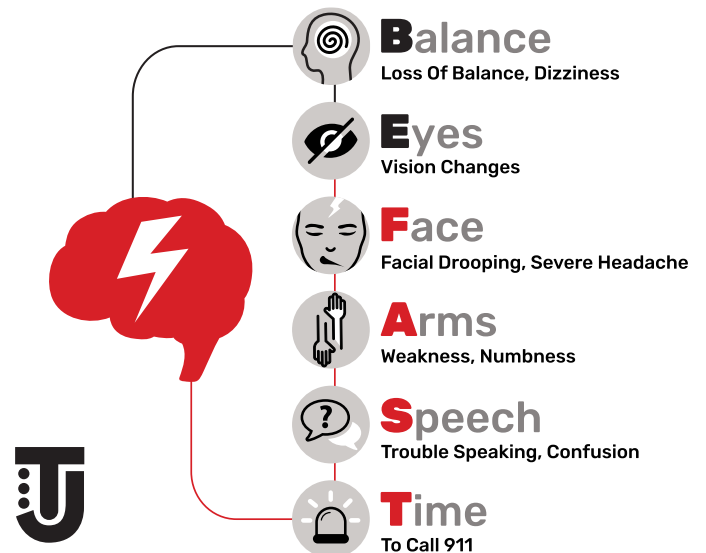 Balance
Loss Of Balance, Dizziness
Eyes
Vision Changes
Face
Facial Drooping, Severe Headache
Arms
Weakness, Numbness
?
Speech
Trouble Speaking, Confusion
Time
To Call 911
TJ